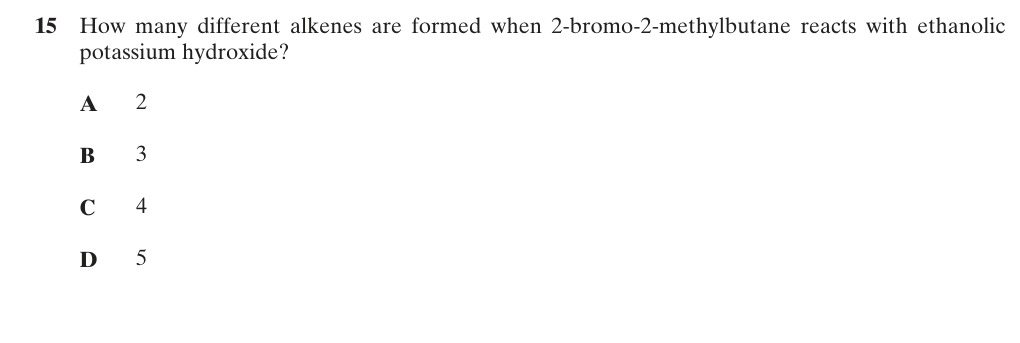 15 How many different alkenes are formed when 2-bromo-2-methylbutane reacts with ethanolic
potassium hydroxide?
A 2
B 3
C 4
D 5